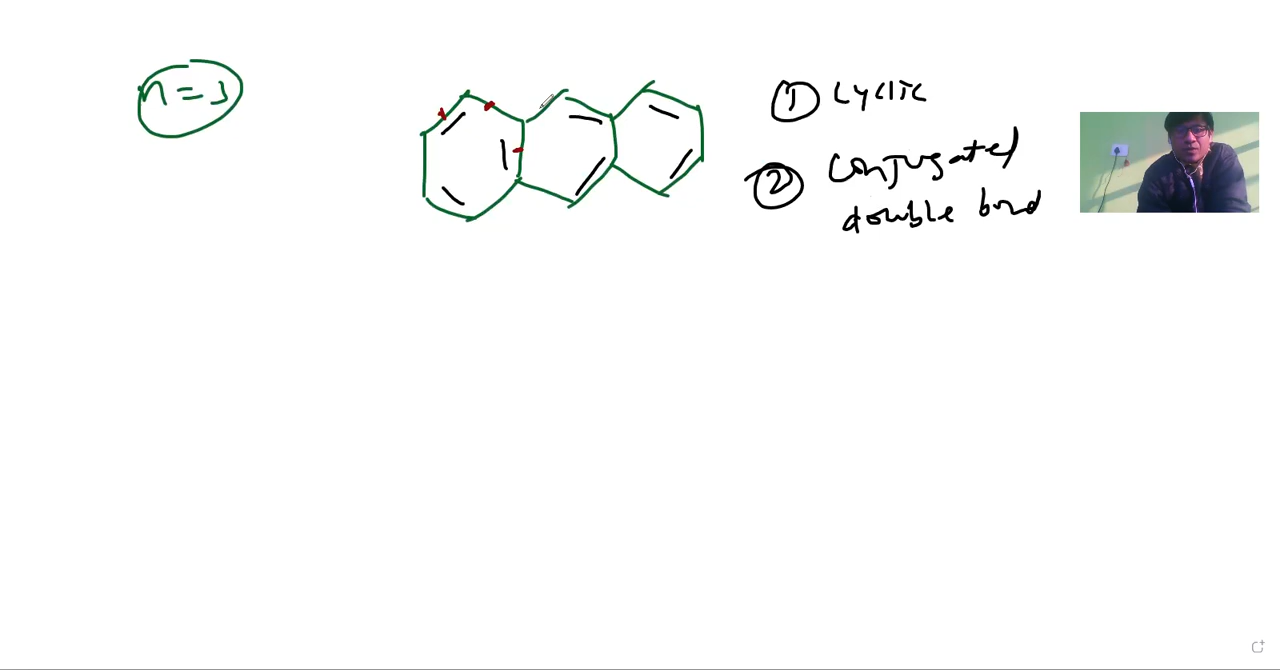 n=3
① CYCLIC
② Conjugated
double bond